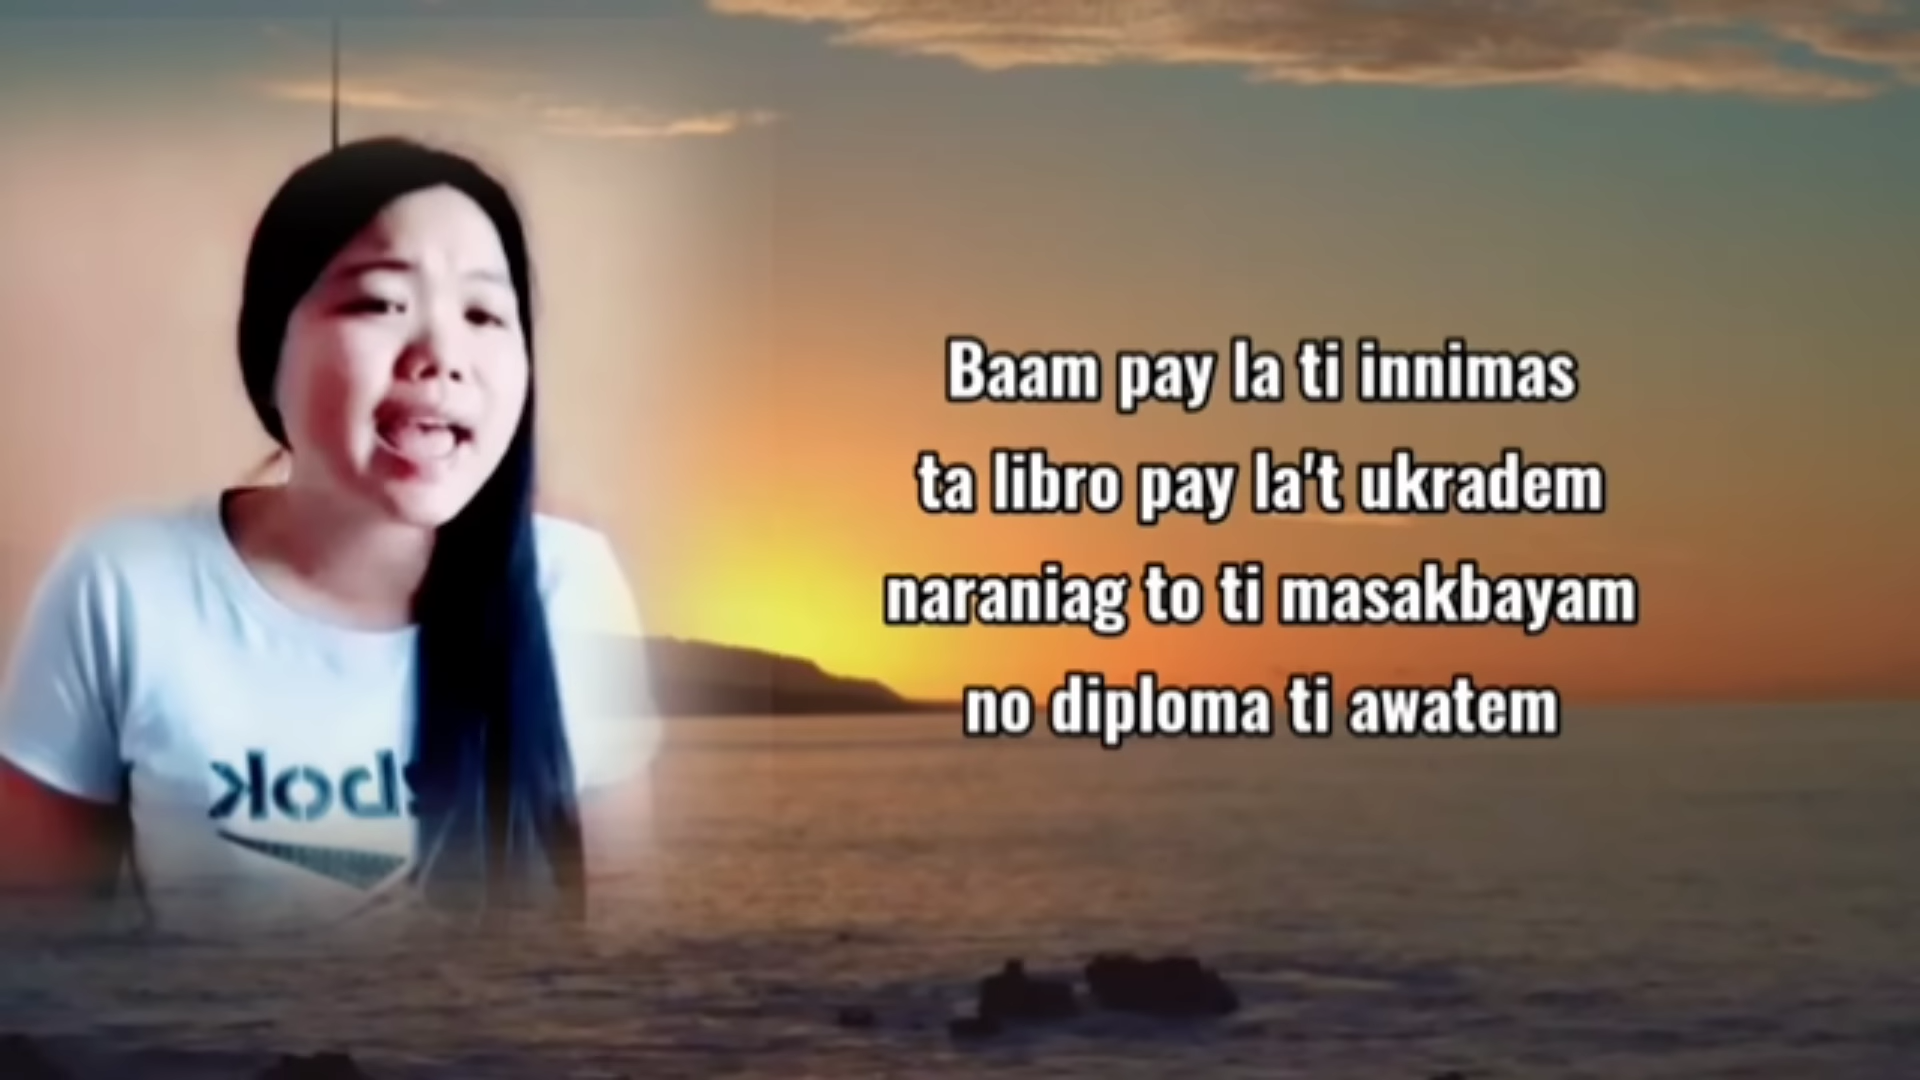 Baam pay la ti innimas
ta libro pay la't ukradem
naraniag to ti masakbayam
no diploma ti awatem